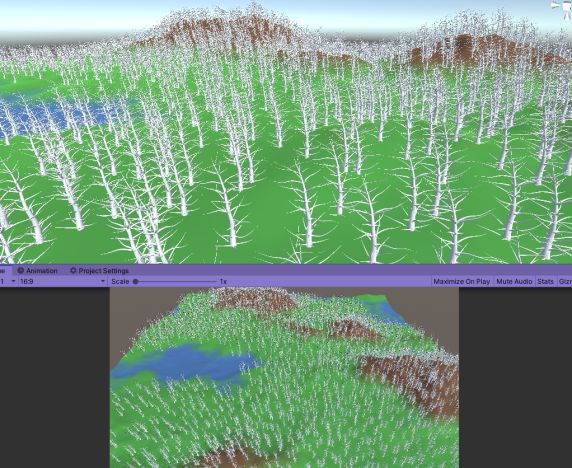 Animation Project Settings
16:9 Scale 1x Maximize On Play Mute Audio Stats